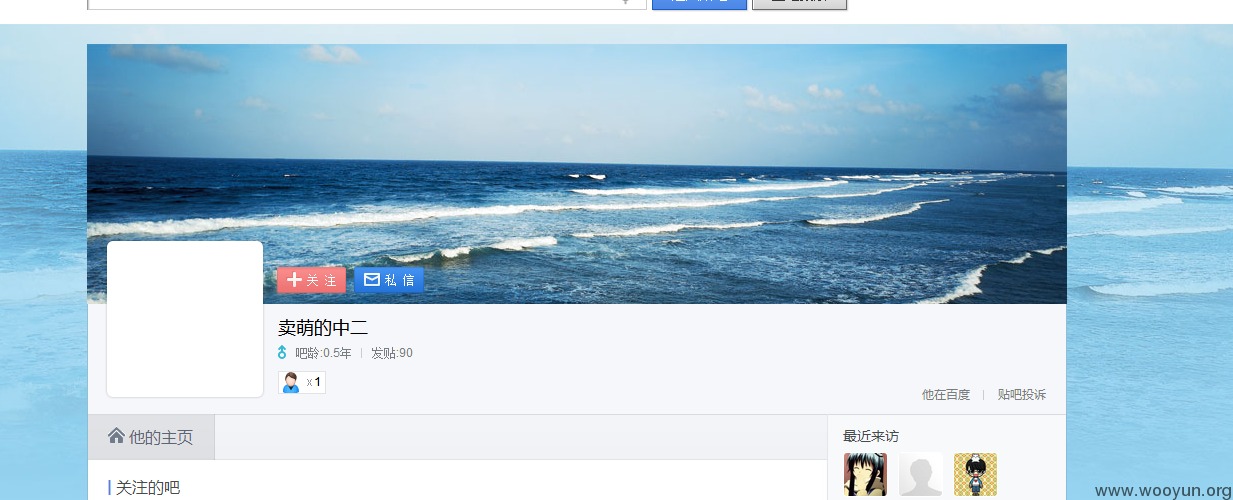 关 注
私 信
卖萌的中二
吧龄:0.5年 | 发贴:90
x1
他在百度 | 贴吧投诉
他的主页
最近来访
关注的吧
www.wooyun.org